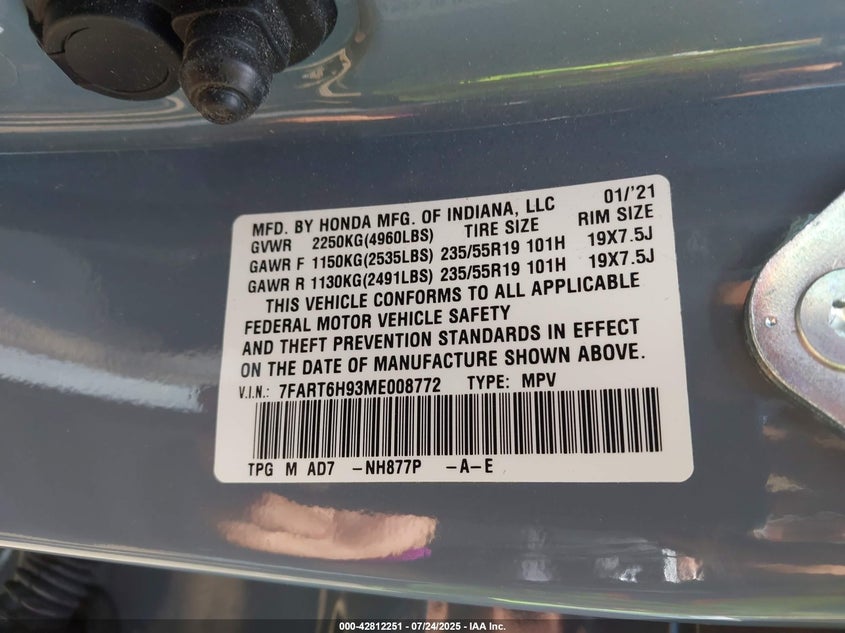 MFD. BY HONDA MFG. OF INDIANA, LLC 01/'21
GVWR 2250KG(4960LBS) TIRE SIZE RIM SIZE
GAWR F 1150KG(2535LBS) 235/55R19 101H 19X7.5J
GAWR R 1130KG(2491LBS) 235/55R19 101H 19X7.5J
THIS VEHICLE CONFORMS TO ALL APPLICABLE
FEDERAL MOTOR VEHICLE SAFETY
AND THEFT PREVENTION STANDARDS IN EFFECT
ON THE DATE OF MANUFACTURE SHOWN ABOVE.
V.I.N.: 7FART6H93ME008772 TYPE: MPV
TPG M AD7 -NH877P -A-E
000-42812251 - 07/24/2025 - IAA Inc.